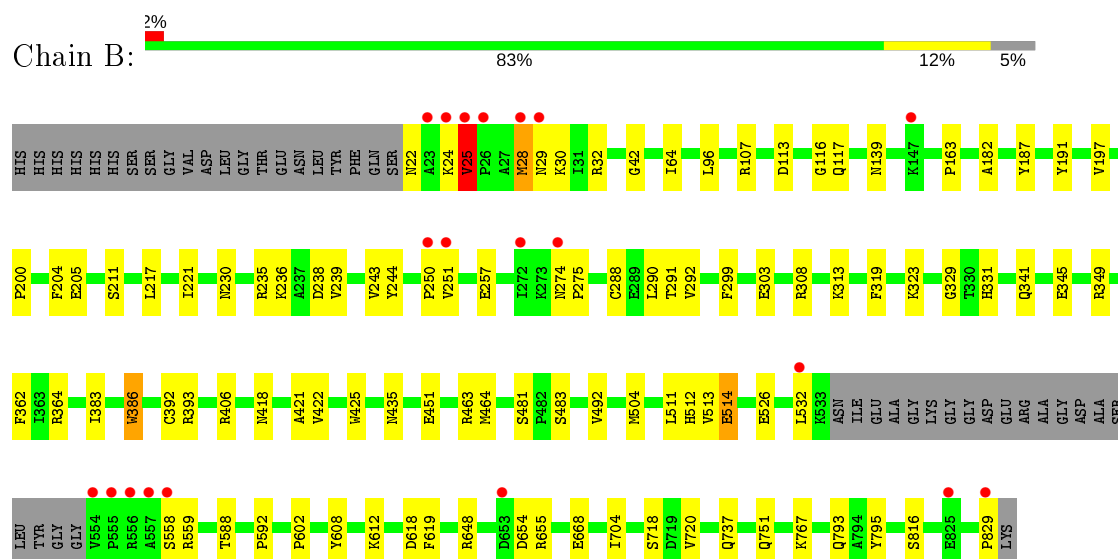 2%
Chain B:
83% 12% 5%
HIS HIS HIS HIS HIS HIS SER SER GLY VAL ASP LEU GLY THR GLU ASN LEU TYR PHE GLN SER N22 A23 K24 V25 P26 A27 M28 N29 K30 I31 R32 G42 I64 L96 R107 D113 G116 Q117 N139 K147 P163 A182 Y187 Y191 V197
P200 F204 E205 S211 L217 I221 N230 R235 K236 A237 D238 V239 V243 Y244 P250 V251 E257 I272 K273 N274 P275 C288 E289 L290 T291 V292 F299 E303 R308 K313 F319 K323 G329 T330 H331 Q341 E345 R349
F362 I363 R364 I383 W386 C392 R393 R406 N418 A421 V422 W425 N435 E451 R463 M464 S481 P482 S483 V492 M504 L511 H512 V513 E514 E526 L532 K533 ASN ILE GLU ALA GLY LYS GLY GLY ASP GLU ARG ALA GLY ASP ALA SER
LEU TYR GLY GLY V554 P555 R556 A557 S558 R559 T588 P592 P602 Y608 K612 D618 F619 R648 D653 D654 R655 E668 I704 S718 D719 V720 Q737 Q751 K767 Q793 A794 Y795 S816 E825 P829 LYS